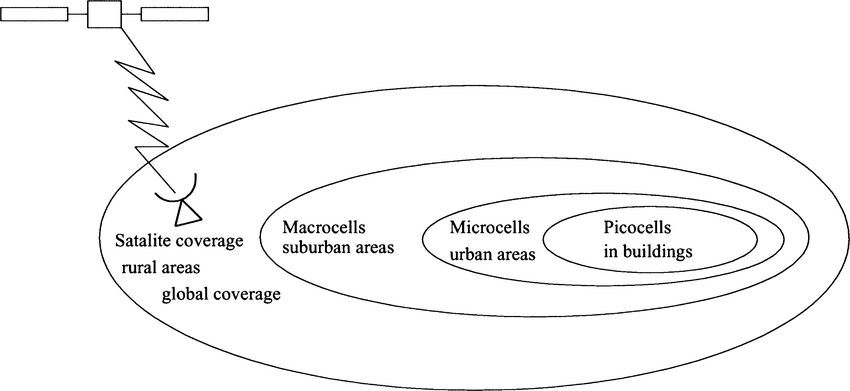 Satalite coverage
rural areas
global coverage
Macrocells
suburban areas
Microcells
urban areas
Picocells
in buildings